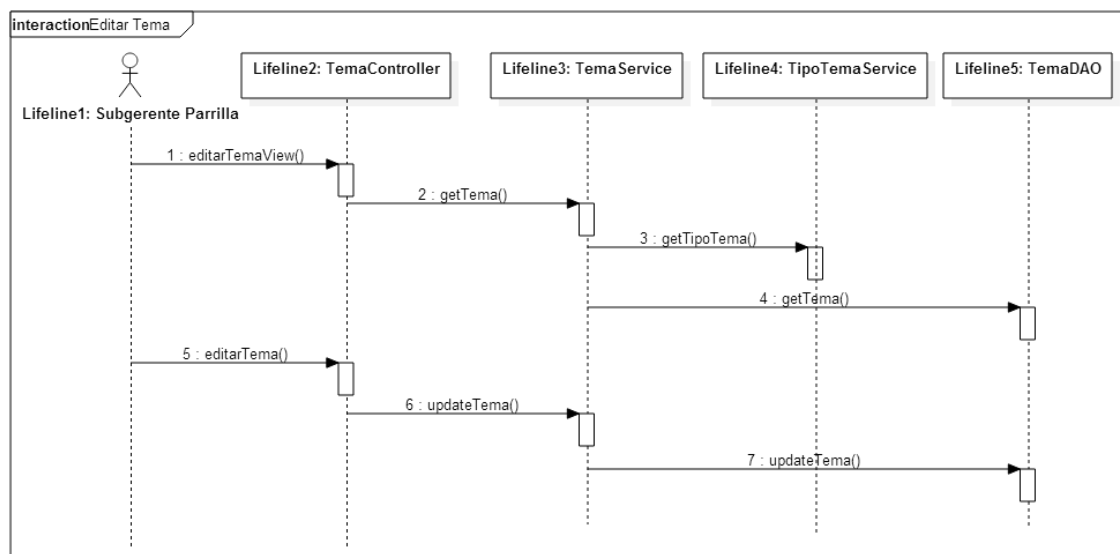 interactionEditar Tema
Lifeline1: Subgerente Parrilla
Lifeline2: TemaController
Lifeline3: TemaService
Lifeline4: TipoTemaService
Lifeline5: TemaDAO
1 : editarTemaView()
2 : getTema()
3 : getTipoTema()
4 : getTema()
5 : editarTema()
6 : updateTema()
7 : updateTema()